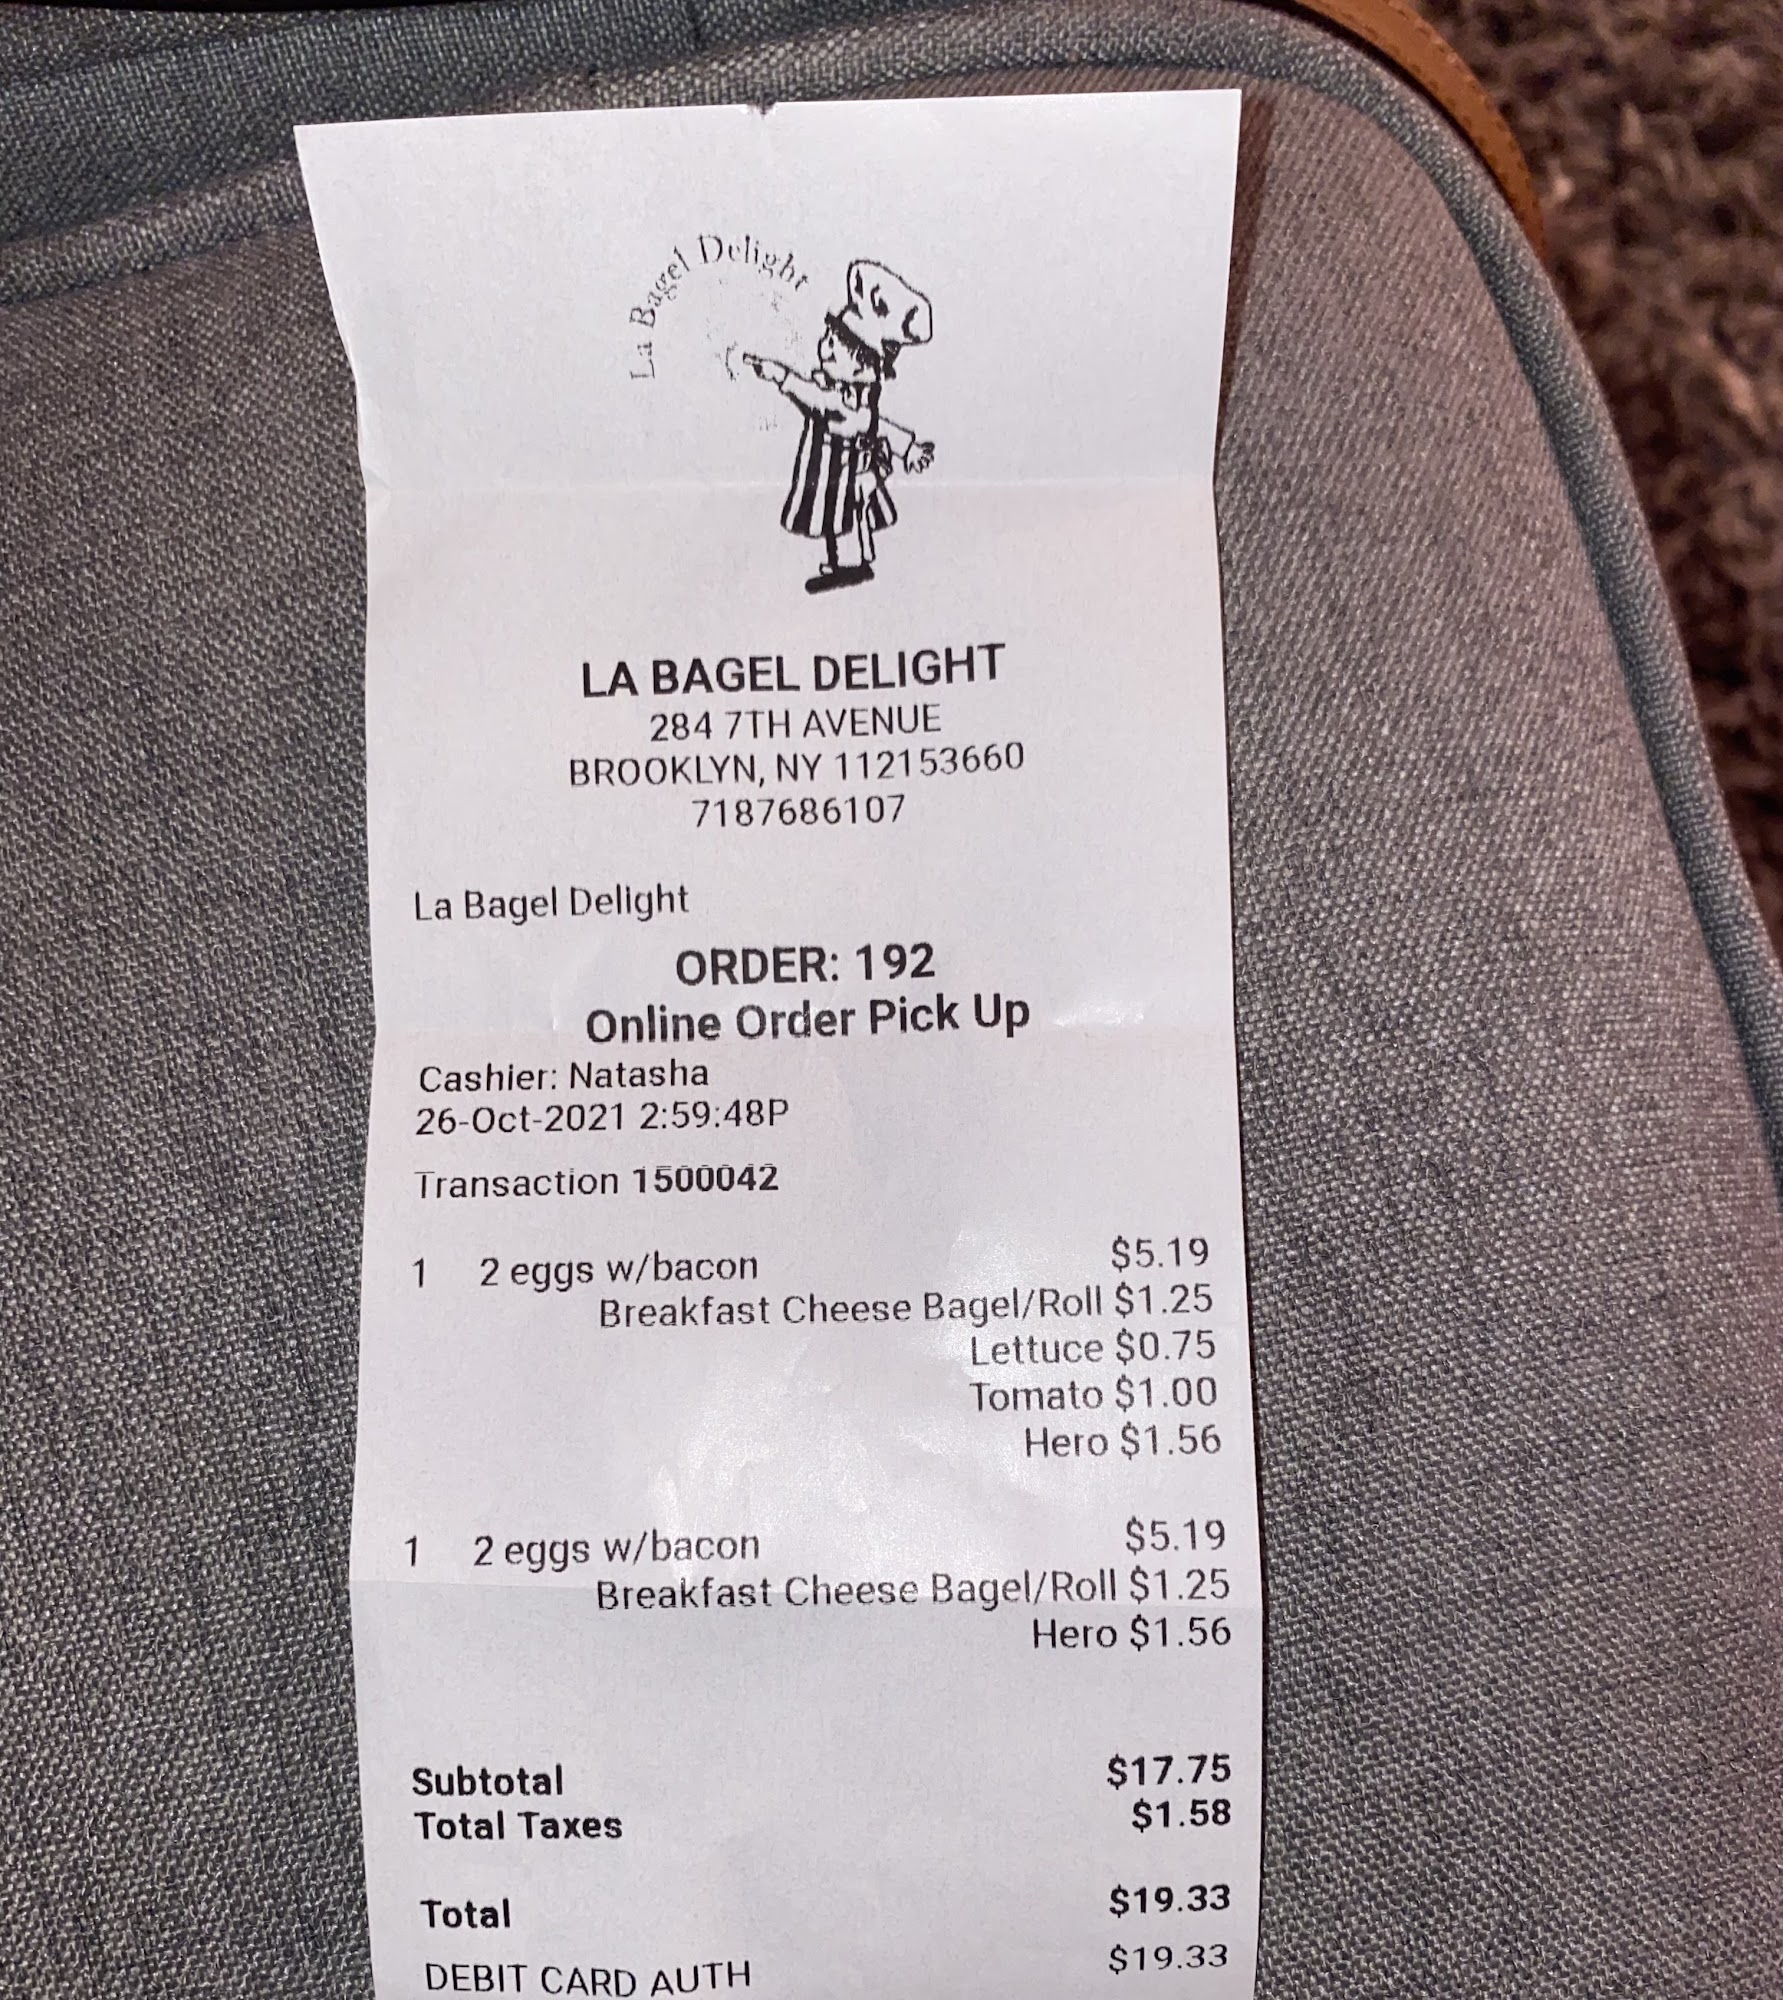 La Bagel Delight
LA BAGEL DELIGHT
284 7TH AVENUE
BROOKLYN, NY 112153660
7187686107
La Bagel Delight
ORDER: 192
Online Order Pick Up
Cashier: Natasha
26-Oct-2021 2:59:48P
Transaction 1500042
1 2 eggs w/bacon $5.19
Breakfast Cheese Bagel/Roll $1.25
Lettuce $0.75
Tomato $1.00
Hero $1.56
1 2 eggs w/bacon $5.19
Breakfast Cheese Bagel/Roll $1.25
Hero $1.56
Subtotal $17.75
Total Taxes $1.58
Total $19.33
DEBIT CARD AUTH $19.33